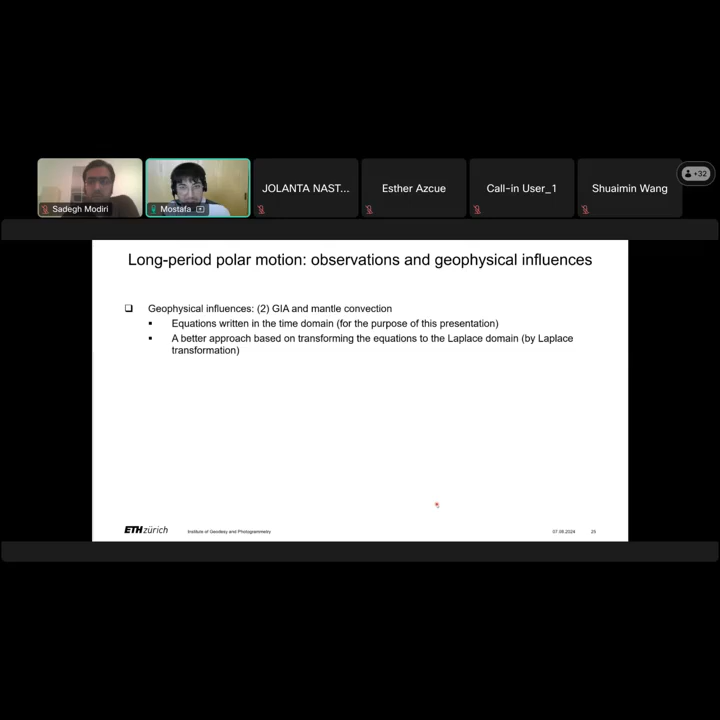 +32
JOLANTA NAST...
Esther Azcue
Call-in User_1
Shuaimin Wang
Sadegh Modiri
Mostafa
Long-period polar motion: observations and geophysical influences
Geophysical influences: (2) GIA and mantle convection
Equations written in the time domain (for the purpose of this presentation)
A better approach based on transforming the equations to the Laplace domain (by Laplace
transformation)
ETH zürich
Institute of Geodesy and Photogrammetry
07.08.2024
25